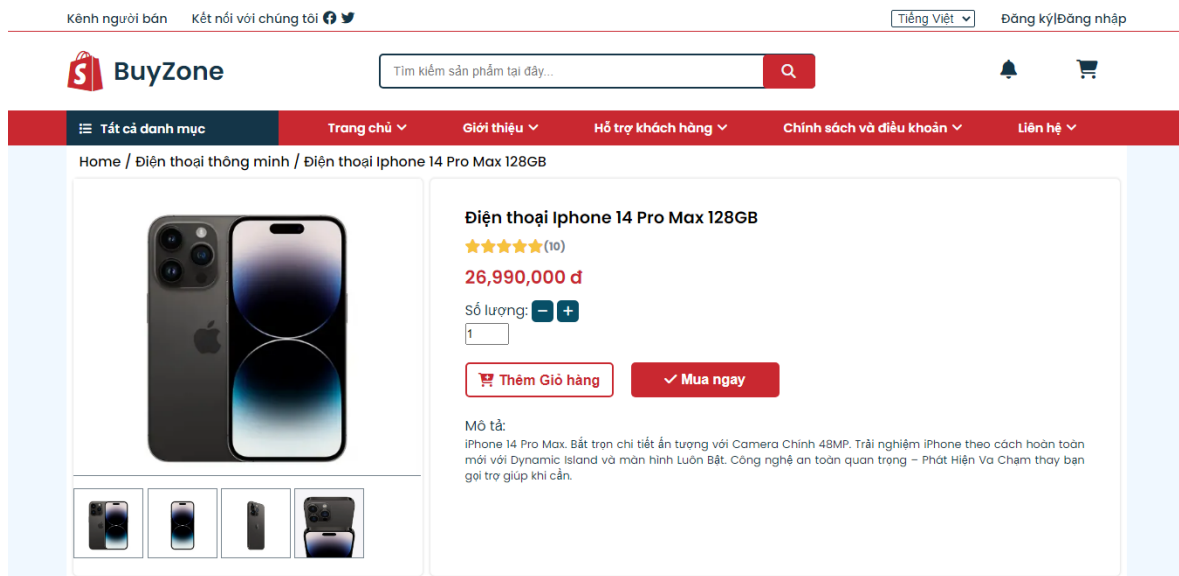 Kênh người bán Kết nối với chúng tôi Tiếng Việt Đăng ký|Đăng nhập
BuyZone Tìm kiếm sản phẩm tại đây...
Tất cả danh mục Trang chủ Giới thiệu Hỗ trợ khách hàng Chính sách và điều khoản Liên hệ
Home / Điện thoại thông minh / Điện thoại Iphone 14 Pro Max 128GB
Điện thoại Iphone 14 Pro Max 128GB
(10)
26,990,000 đ
Số lượng: − +
1
Thêm Giỏ hàng Mua ngay
Mô tả:
iPhone 14 Pro Max. Bắt trọn chi tiết ấn tượng với Camera Chính 48MP. Trải nghiệm iPhone theo cách hoàn toàn
mới với Dynamic Island và màn hình Luôn Bật. Công nghệ an toàn quan trọng – Phát Hiện Va Chạm thay bạn
gọi trợ giúp khi cần.